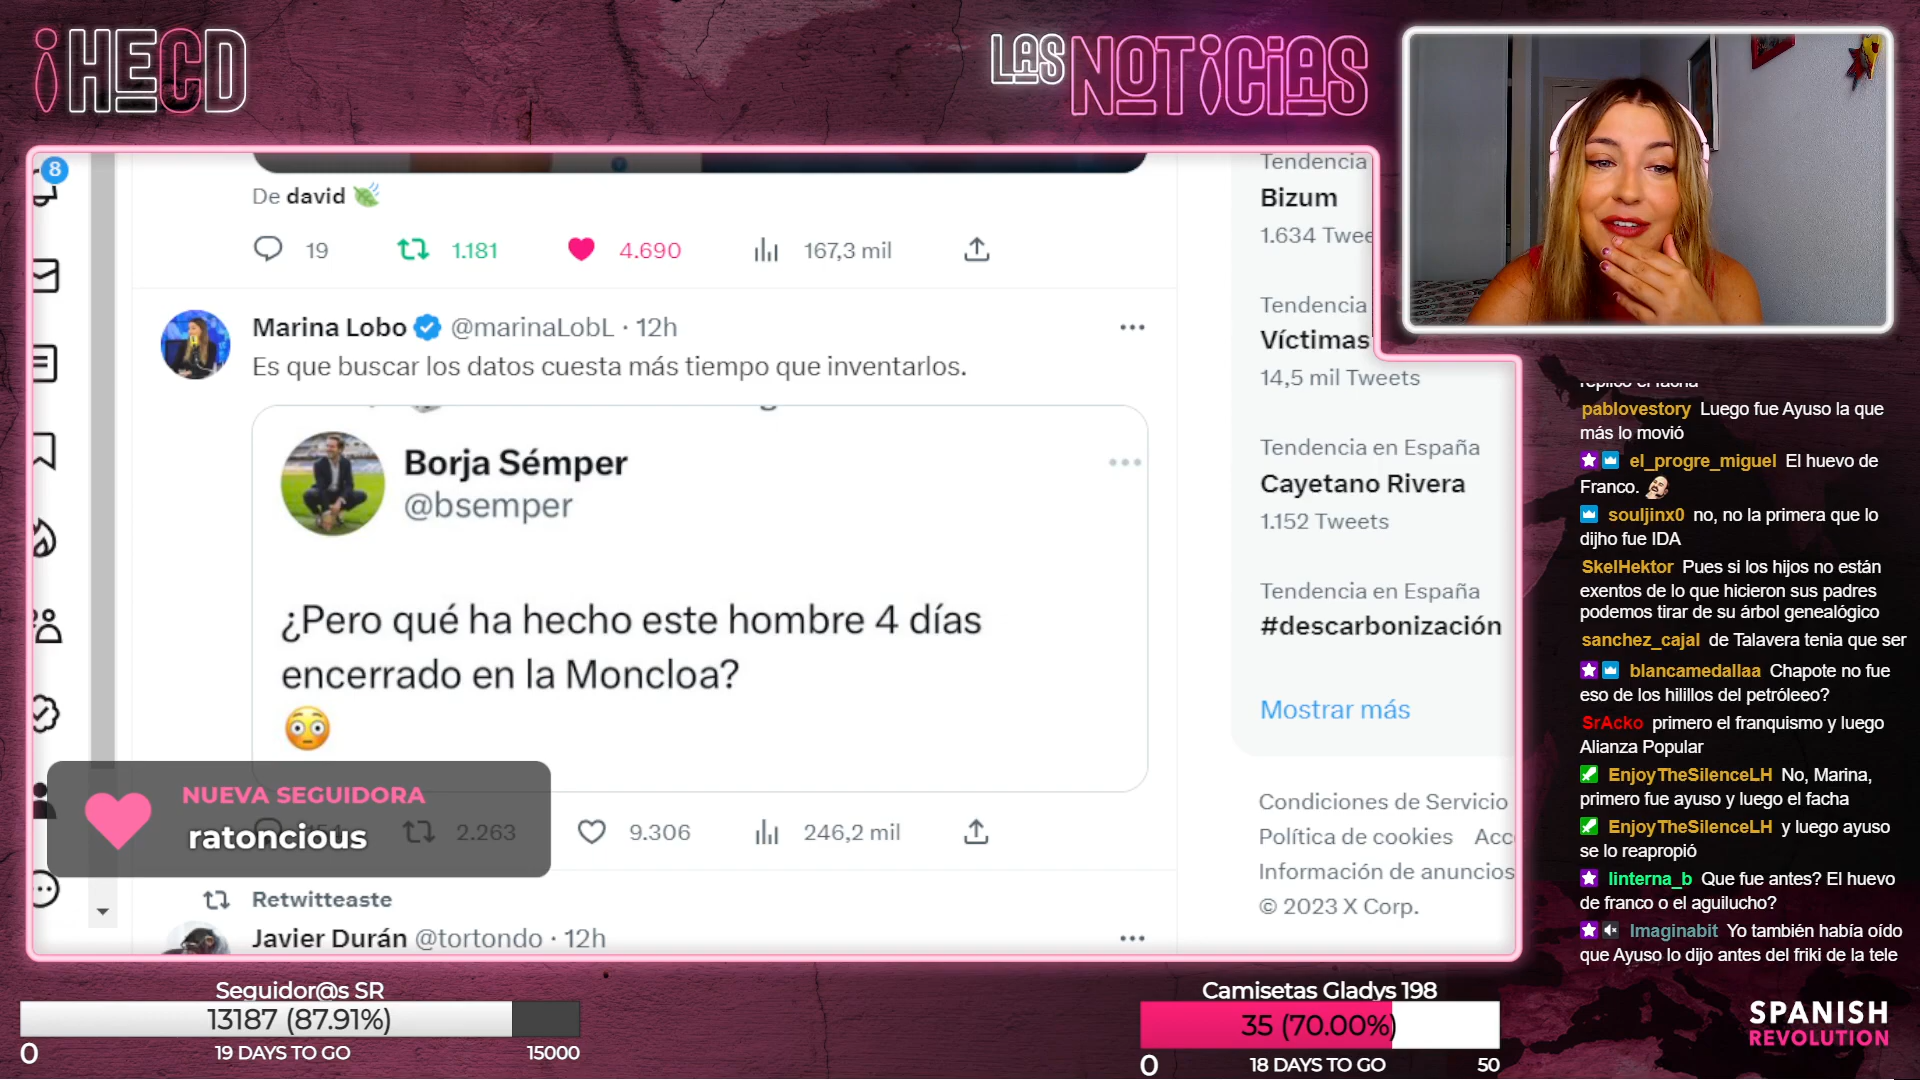 ¡HECD
LAS NOTICIAS
8
De david
19
1.181
4.690
167,3 mil
Marina Lobo @marinaLobL · 12h
Es que buscar los datos cuesta más tiempo que inventarlos.
Borja Sémper
@bsemper
¿Pero qué ha hecho este hombre 4 días
encerrado en la Moncloa?
2.263
9.306
246,2 mil
NUEVA SEGUIDORA
ratoncious
Retwitteaste
Javier Durán @tortondo · 12h
Tendencia
Bizum
1.634 Twee
Tendencia
Víctimas
14,5 mil Tweets
Tendencia en España
Cayetano Rivera
1.152 Tweets
Tendencia en España
#descarbonización
Mostrar más
Condiciones de Servicio
Política de cookies Acc
Información de anuncios
© 2023 X Corp.
replico el facha
pablovestory Luego fue Ayuso la que
más lo movió
el_progre_miguel El huevo de
Franco.
souljinx0 no, no la primera que lo
dijho fue IDA
SkelHektor Pues si los hijos no están
exentos de lo que hicieron sus padres
podemos tirar de su árbol genealógico
sanchez_cajal de Talavera tenia que ser
blancamedallaa Chapote no fue
eso de los hilillos del petróleeo?
SrAcko primero el franquismo y luego
Alianza Popular
EnjoyTheSilenceLH No, Marina,
primero fue ayuso y luego el facha
EnjoyTheSilenceLH y luego ayuso
se lo reapropió
linterna_b Que fue antes? El huevo
de franco o el aguilucho?
Imaginabit Yo también había oído
que Ayuso lo dijo antes del friki de la tele
Seguidor@s SR
13187 (87.91%)
0 19 DAYS TO GO 15000
Camisetas Gladys 198
35 (70.00%)
0 18 DAYS TO GO 50
SPANISH
REVOLUTION